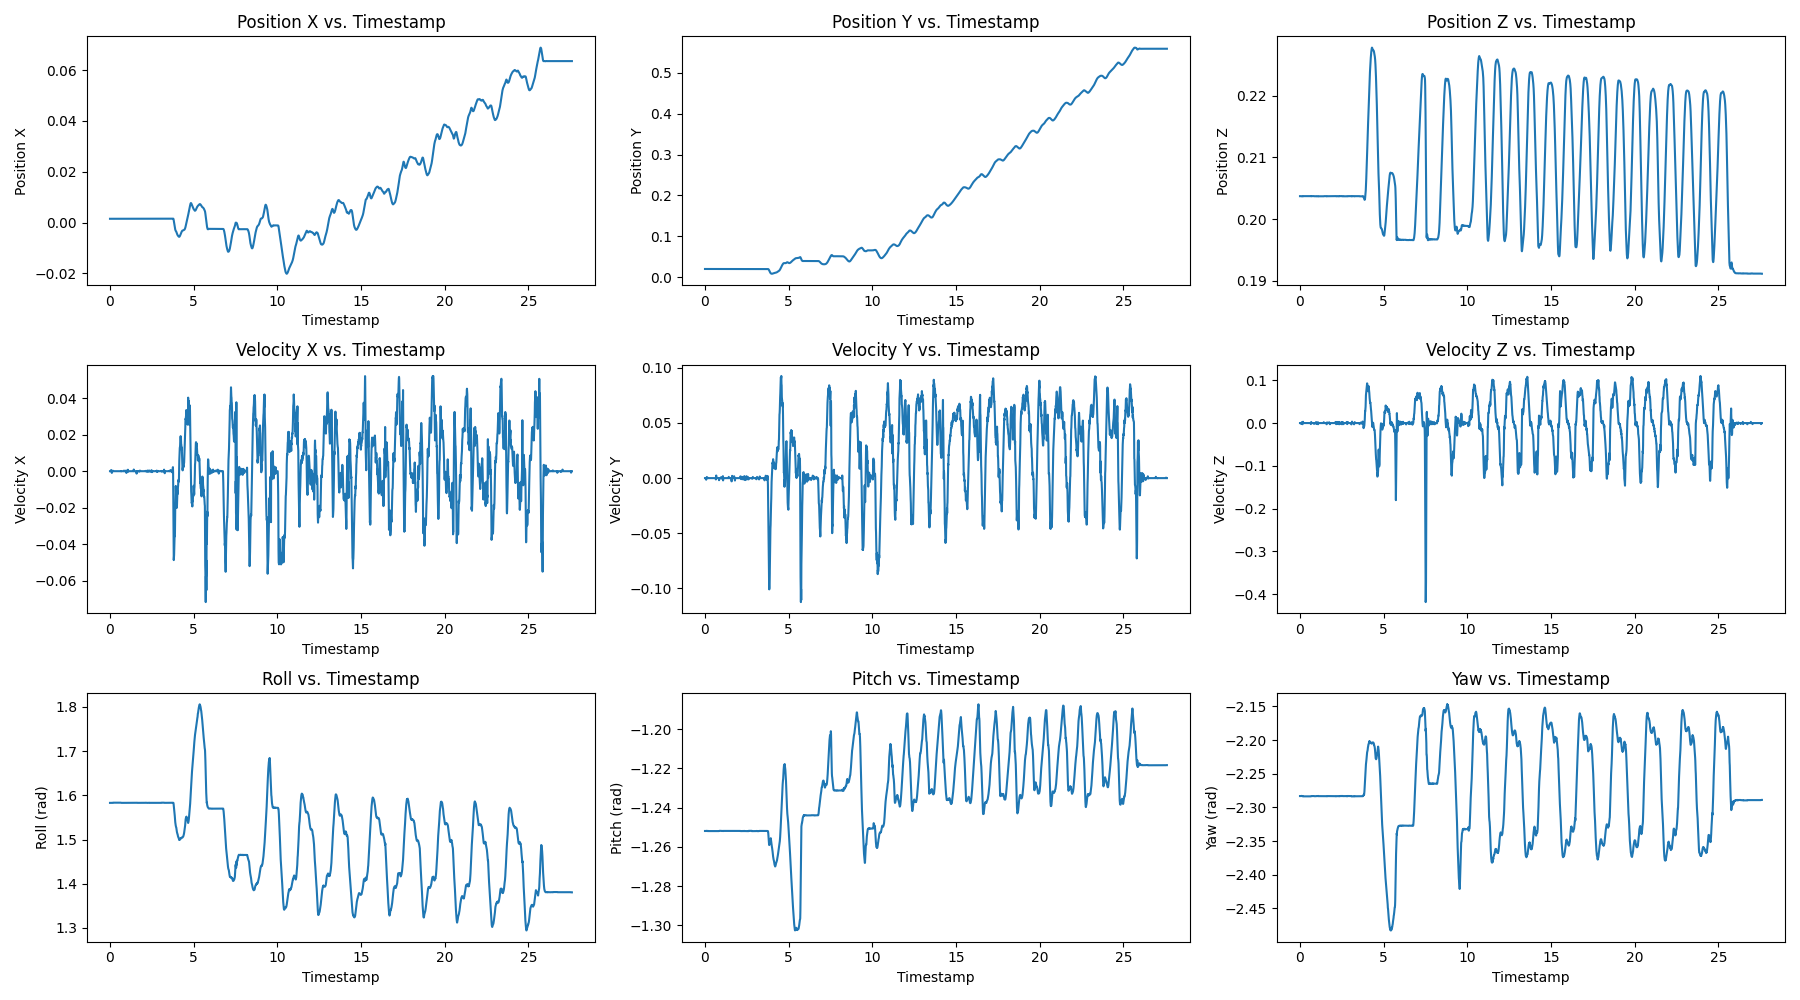 Position X vs. Timestamp
Position X
0.06
0.04
0.02
0.00
−0.02
0 5 10 15 20 25
Timestamp
Position Y vs. Timestamp
Position Y
0.5
0.4
0.3
0.2
0.1
0.0
0 5 10 15 20 25
Timestamp
Position Z vs. Timestamp
Position Z
0.22
0.21
0.20
0.19
0 5 10 15 20 25
Timestamp
Velocity X vs. Timestamp
Velocity X
0.04
0.02
0.00
−0.02
−0.04
−0.06
0 5 10 15 20 25
Timestamp
Velocity Y vs. Timestamp
Velocity Y
0.10
0.05
0.00
−0.05
−0.10
0 5 10 15 20 25
Timestamp
Velocity Z vs. Timestamp
Velocity Z
0.1
0.0
−0.1
−0.2
−0.3
−0.4
0 5 10 15 20 25
Timestamp
Roll vs. Timestamp
Roll (rad)
1.8
1.7
1.6
1.5
1.4
1.3
0 5 10 15 20 25
Timestamp
Pitch vs. Timestamp
Pitch (rad)
−1.20
−1.22
−1.24
−1.26
−1.28
−1.30
0 5 10 15 20 25
Timestamp
Yaw vs. Timestamp
Yaw (rad)
−2.15
−2.20
−2.25
−2.30
−2.35
−2.40
−2.45
0 5 10 15 20 25
Timestamp